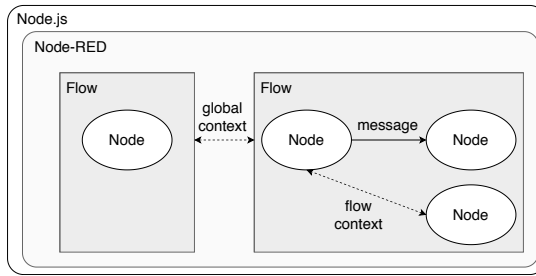 Node.js
Node-RED
Flow
Node
global
context
Flow
Node
message
Node
flow
context
Node